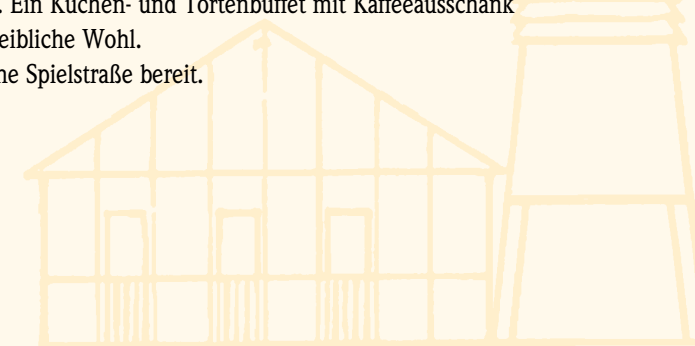 . Ein Kuchen- und Tortenbuffet mit Kaffeeausschank
eibliche Wohl.
ne Spielstraße bereit.